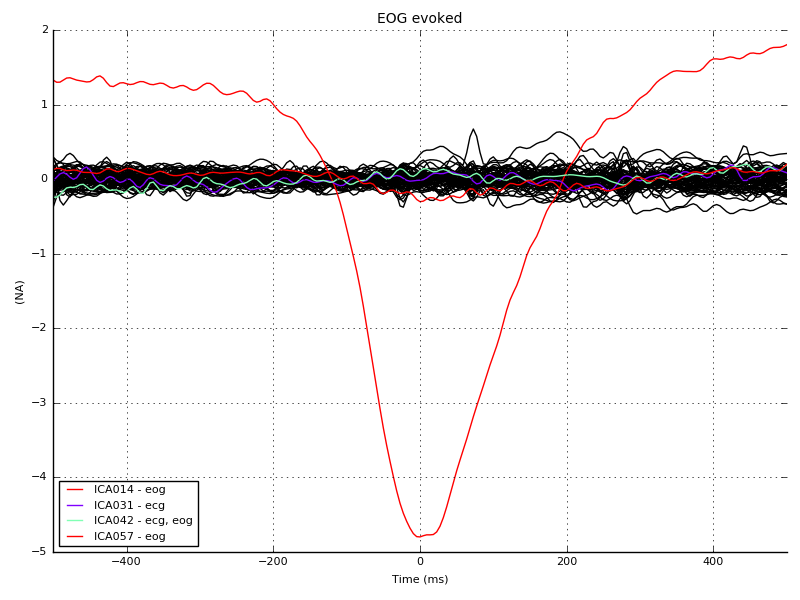 EOG evoked
2
1
0
−1
−2
−3
−4
−5
(NA)
ICA014 - eog
ICA031 - ecg
ICA042 - ecg, eog
ICA057 - eog
−400
−200
0
200
400
Time (ms)